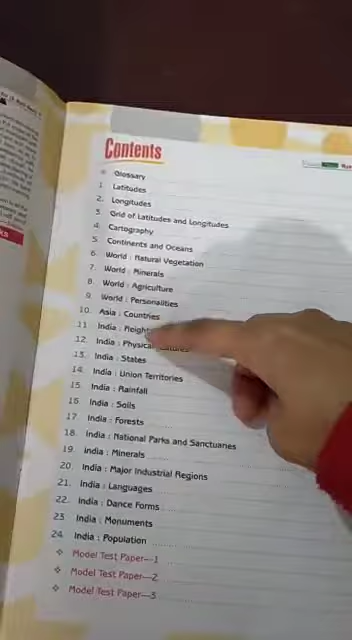 Contents
Glossary
1. Latitudes
2. Longitudes
3. Grid of Latitudes and Longitudes
4. Cartography
5. Continents and Oceans
6. World : Natural Vegetation
7. World : Minerals
8. World : Agriculture
9. World : Personalities
10. Asia : Countries
11. India :
12. India : Physical
13. India : States
14. India : Union Territories
15. India : Rainfall
16. India : Soils
17. India : Forests
18. India : National Parks and Sanctuaries
19. India : Minerals
20. India : Major Industrial Regions
21. India : Languages
22. India : Dance Forms
23. India : Monuments
24. India : Population
❖ Model Test Paper—1
❖ Model Test Paper—2
❖ Model Test Paper—3